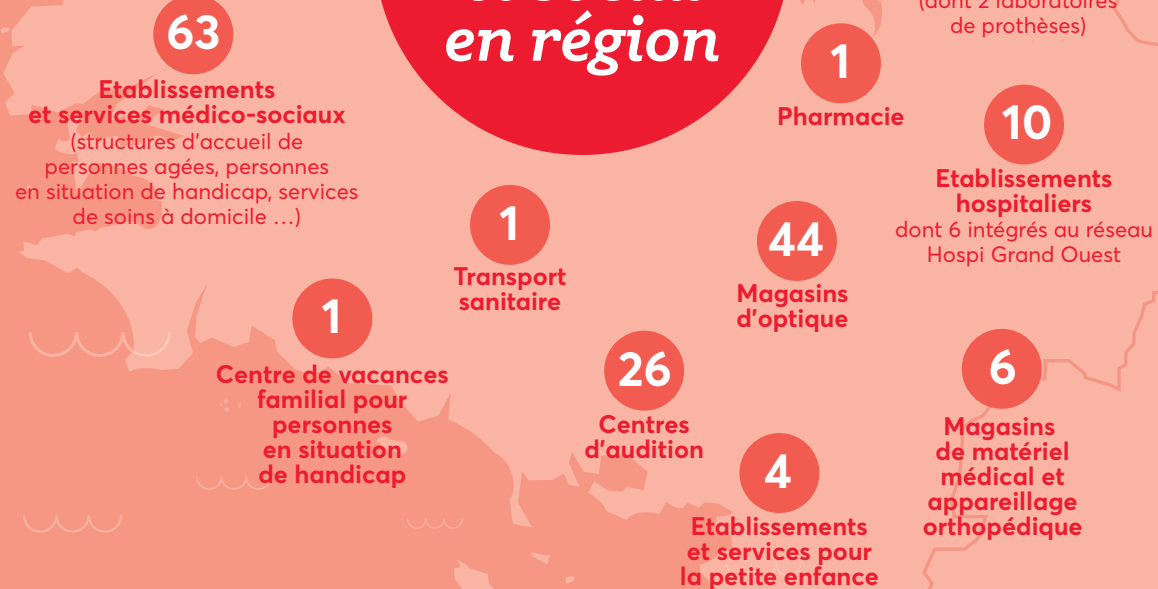 en région
63
Etablissements
et services médico-sociaux
(structures d'accueil de
personnes agées, personnes
en situation de handicap, services
de soins à domicile ...)
1
Pharmacie
(dont 2 laboratoires
de prothèses)
10
Etablissements
hospitaliers
dont 6 intégrés au réseau
Hospi Grand Ouest
1
Transport
sanitaire
44
Magasins
d'optique
1
Centre de vacances
familial pour
personnes
en situation
de handicap
26
Centres
d'audition
6
Magasins
de matériel
médical et
appareillage
orthopédique
4
Etablissements
et services pour
la petite enfance